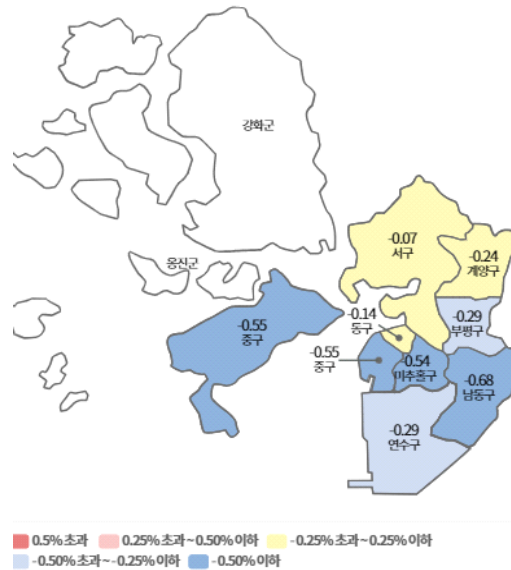 강화군
옹진군
-0.07
서구
-0.24
계양구
-0.14
동구
-0.29
부평구
-0.55
중구
-0.55
중구
-0.54
미추홀구
-0.68
남동구
-0.29
연수구
0.5% 초과 0.25% 초과~0.50% 이하 -0.25% 초과~0.25% 이하
-0.50% 초과~-0.25% 이하 -0.50% 이하